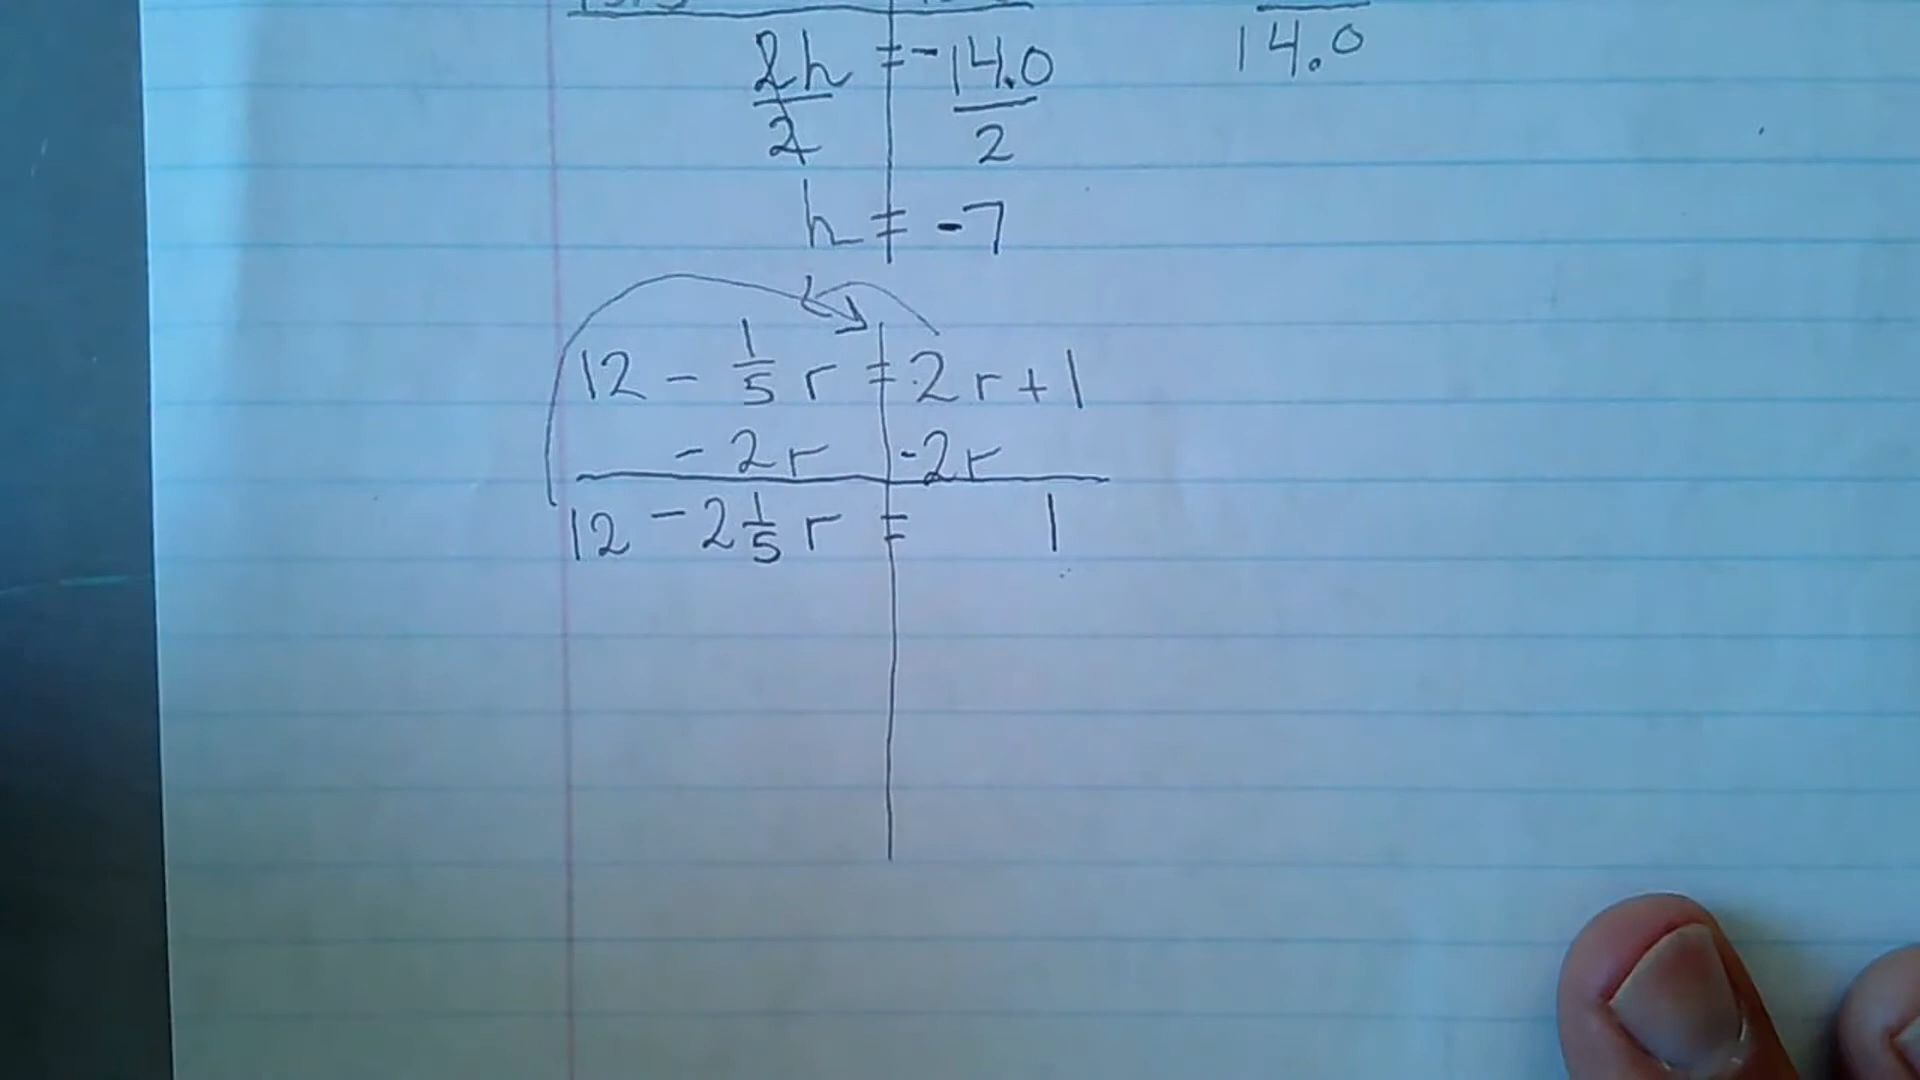 2h = -14.0 14.0
2 2
h = -7
12 - 1/5 r = 2r + 1
- 2r -2r
12 - 2 1/5 r = 1